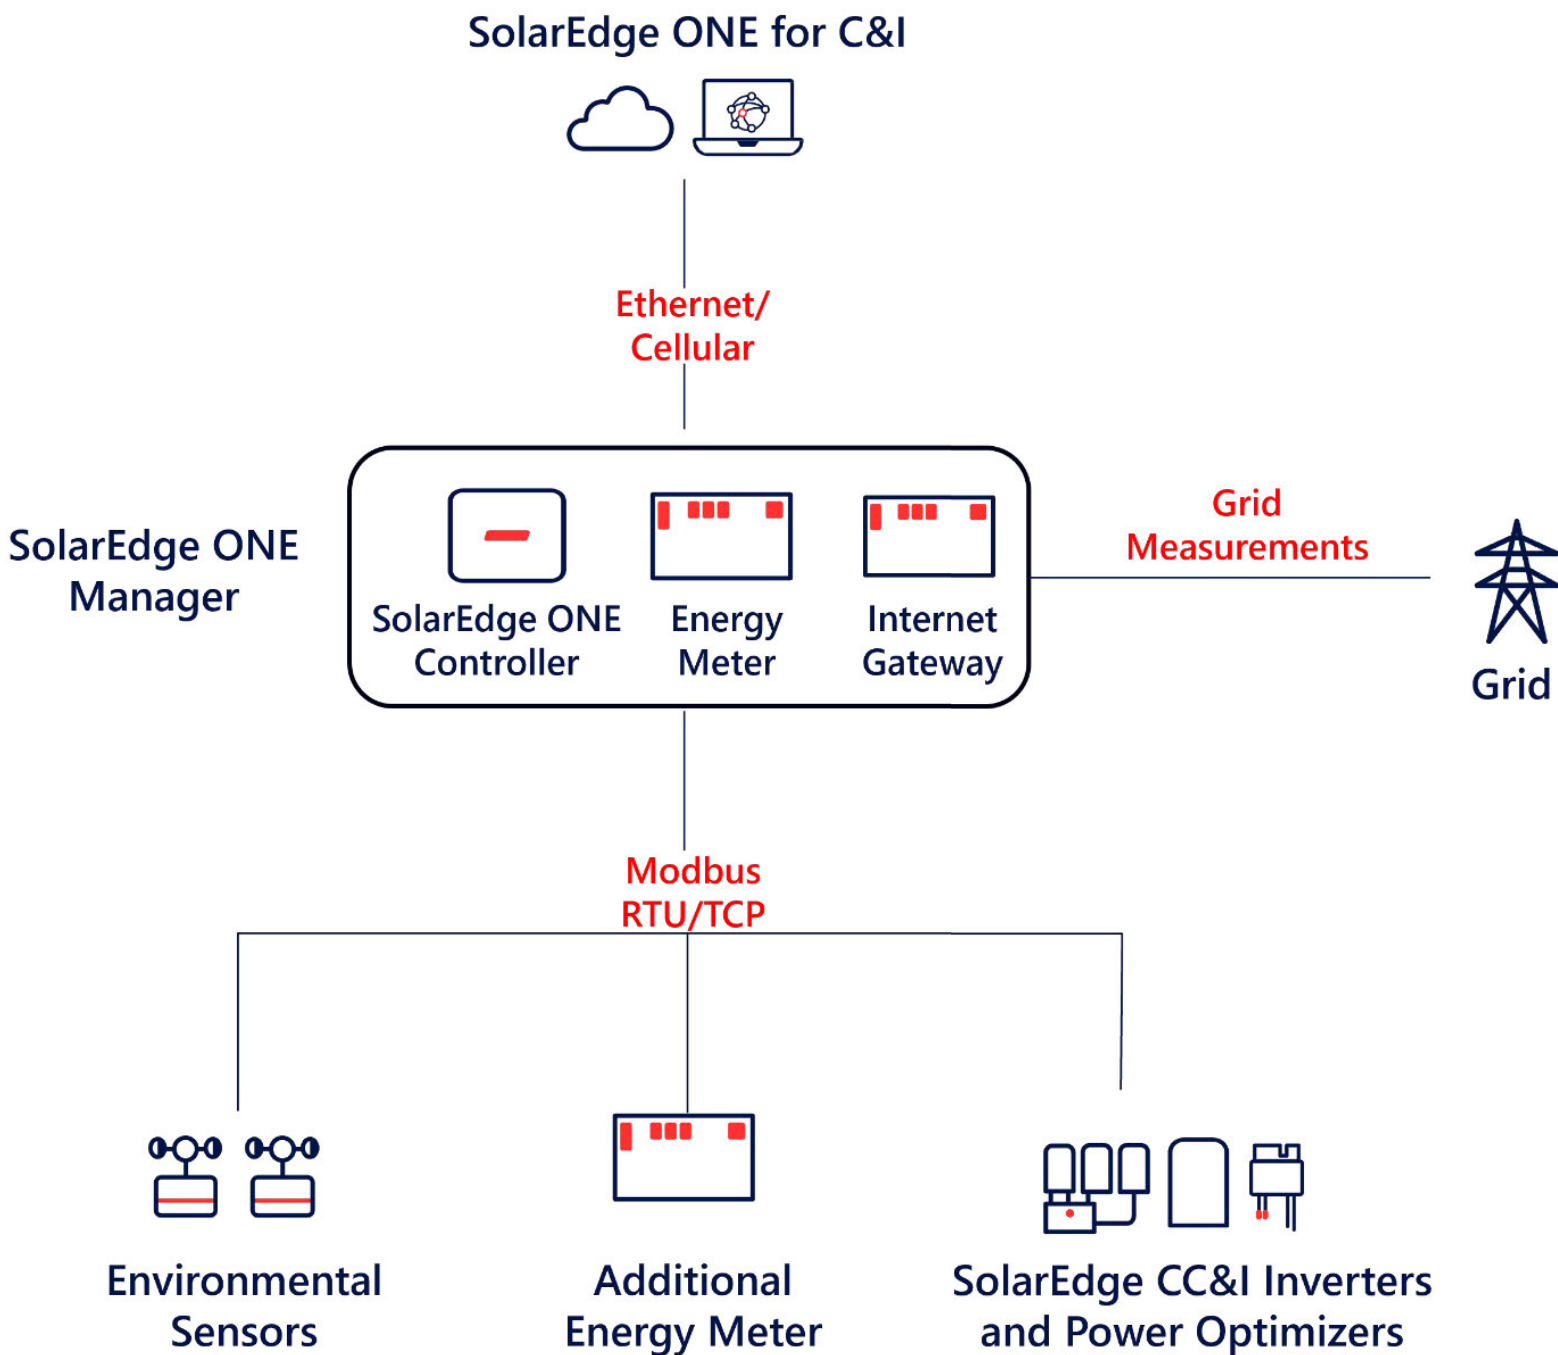 SolarEdge ONE for C&I
Ethernet/
Cellular
SolarEdge ONE
Manager
SolarEdge ONE
Controller
Energy
Meter
Internet
Gateway
Grid
Measurements
Grid
Modbus
RTU/TCP
Environmental
Sensors
Additional
Energy Meter
SolarEdge CC&I Inverters
and Power Optimizers